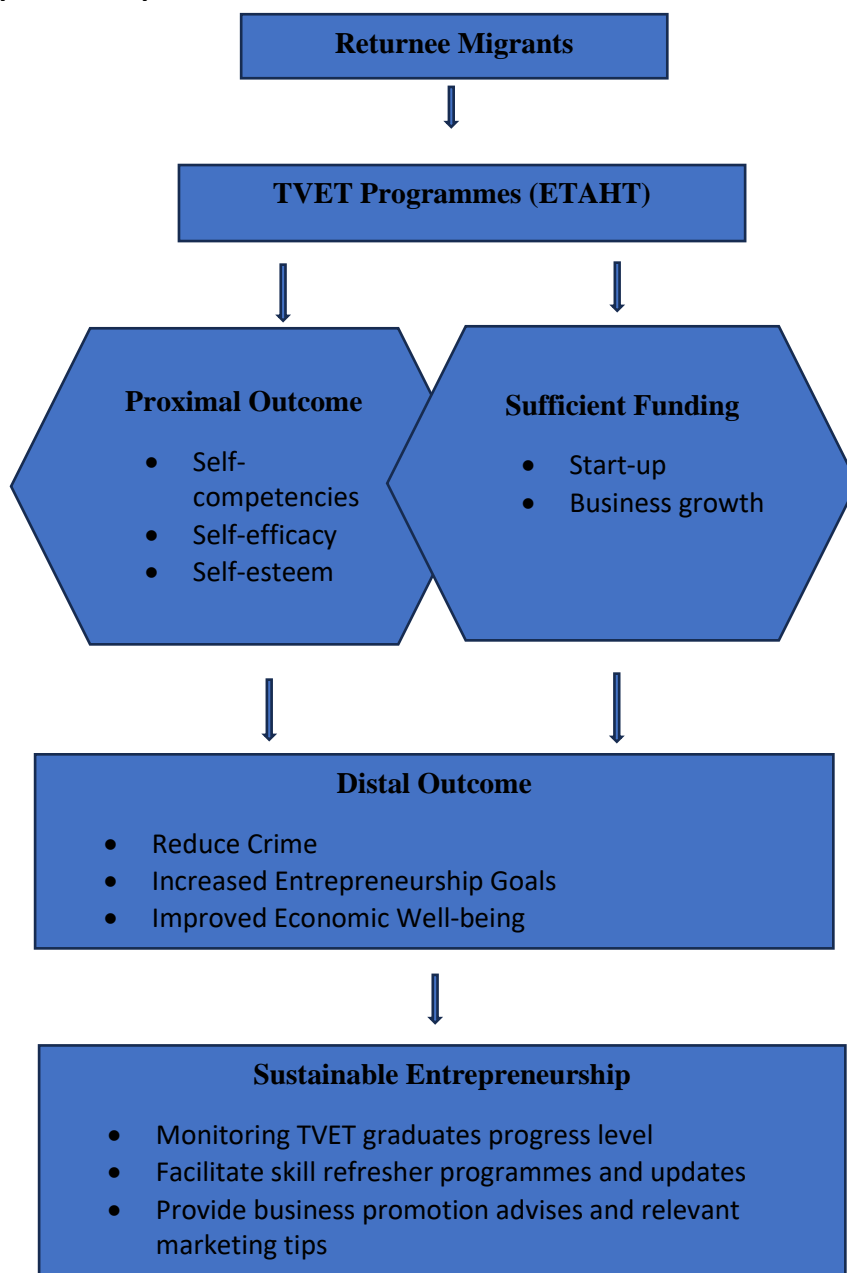 Returnee Migrants
TVET Programmes (ETAHT)
Proximal Outcome
• Self-
competencies
• Self-efficacy
• Self-esteem
Sufficient Funding
• Start-up
• Business growth
Distal Outcome
• Reduce Crime
• Increased Entrepreneurship Goals
• Improved Economic Well-being
Sustainable Entrepreneurship
• Monitoring TVET graduates progress level
• Facilitate skill refresher programmes and updates
• Provide business promotion advises and relevant
marketing tips